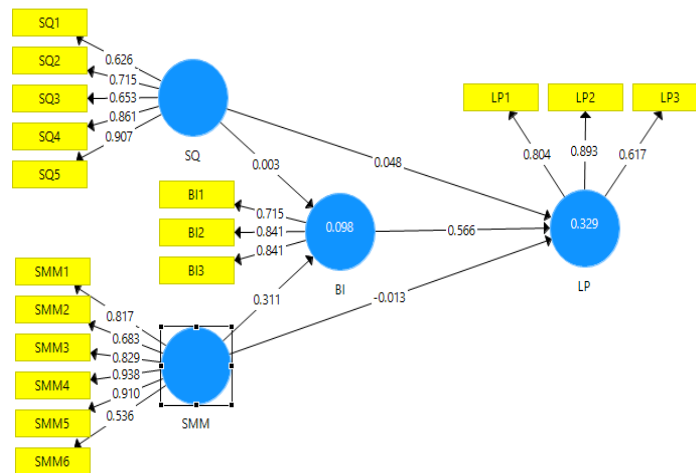 SQ1
SQ2
SQ3
SQ4
SQ5
0.626
0.715
0.653
0.861
0.907
SQ
LP1
LP2
LP3
0.804
0.893
0.617
0.003
0.048
BI1
BI2
BI3
0.715
0.841
0.841
0.098
BI
0.566
0.329
LP
SMM1
SMM2
SMM3
SMM4
SMM5
SMM6
0.817
0.683
0.829
0.938
0.910
0.536
0.311
-0.013
SMM